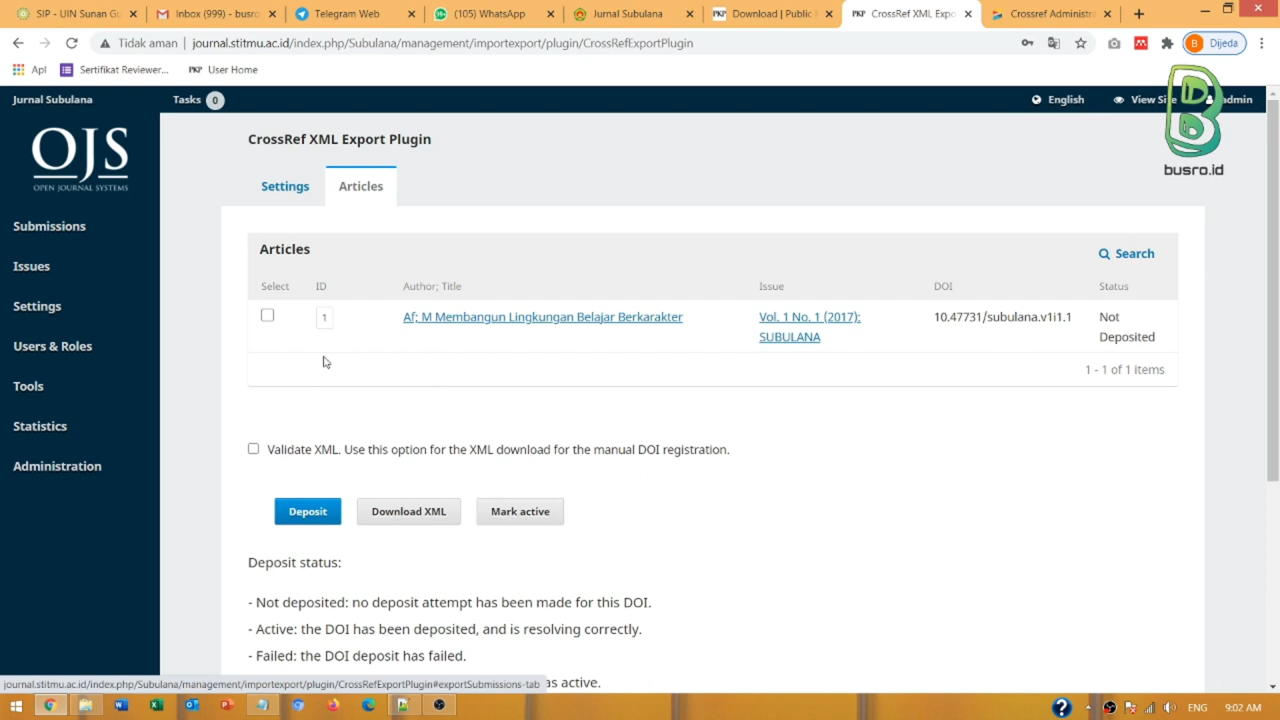 SIP - UIN Sunan Gu
Inbox (999) - busro
Telegram Web
(105) WhatsApp
Jurnal Subulana
Download | Public
CrossRef XML Expo
Crossref Administra
Tidak aman | journal.stitmu.ac.id/index.php/Subulana/management/importexport/plugin/CrossRefExportPlugin
B Dijeda
Apl
Sertifikat Reviewer...
User Home
Jurnal Subulana
Tasks 0
English
View Site
admin
busro.id
OJS
OPEN JOURNAL SYSTEMS
Submissions
Issues
Settings
Users & Roles
Tools
Statistics
Administration
CrossRef XML Export Plugin
Settings
Articles
Articles
Search
Select
ID
Author; Title
Issue
DOI
Status
1
Af; M Membangun Lingkungan Belajar Berkarakter
Vol. 1 No. 1 (2017):
SUBULANA
10.47731/subulana.v1i1.1
Not
Deposited
1 - 1 of 1 items
Validate XML. Use this option for the XML download for the manual DOI registration.
Deposit
Download XML
Mark active
Deposit status:
- Not deposited: no deposit attempt has been made for this DOI.
- Active: the DOI has been deposited, and is resolving correctly.
- Failed: the DOI deposit has failed.
as active.
journal.stitmu.ac.id/index.php/Subulana/management/importexport/plugin/CrossRefExportPlugin#exportSubmissions-tab
ENG
9:02 AM